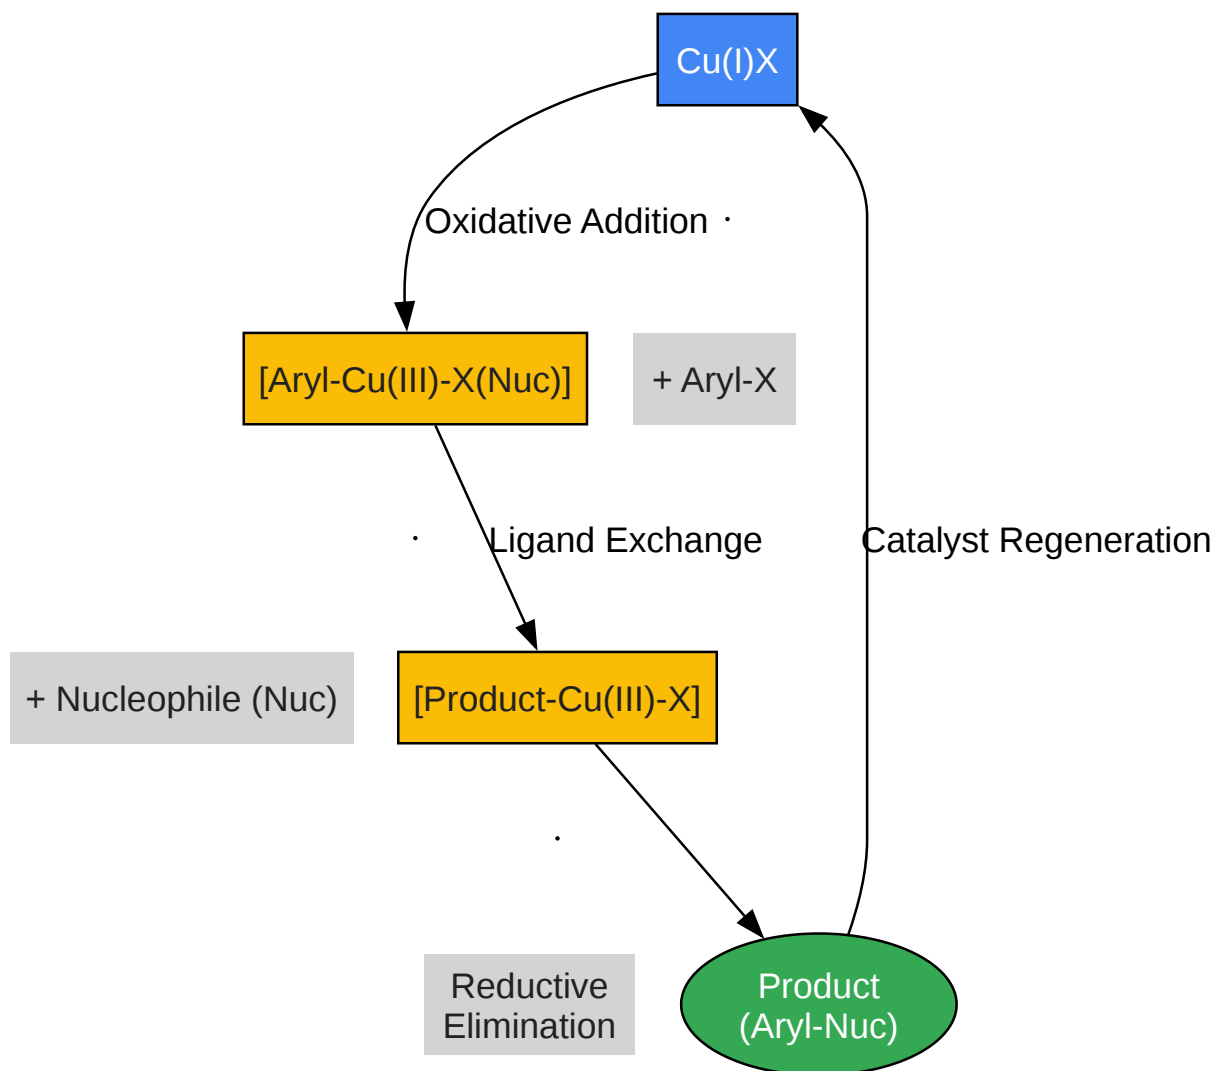 Cu(I)X
Oxidative Addition
[Aryl-Cu(III)-X(Nuc)]
+ Aryl-X
Ligand Exchange
Catalyst Regeneration
+ Nucleophile (Nuc)
[Product-Cu(III)-X]
Reductive
Elimination
Product
(Aryl-Nuc)